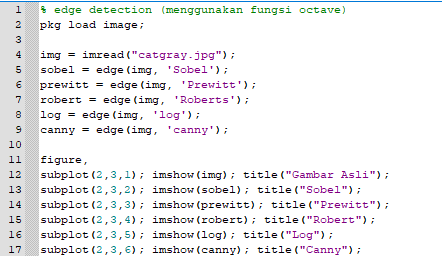 1 % edge detection (menggunakan fungsi octave)
2 pkg load image;
3
4 img = imread("catgray.jpg");
5 sobel = edge(img, 'Sobel');
6 prewitt = edge(img, 'Prewitt');
7 robert = edge(img, 'Roberts');
8 log = edge(img, 'log');
9 canny = edge(img, 'canny');
10
11 figure,
12 subplot(2,3,1); imshow(img); title("Gambar Asli");
13 subplot(2,3,2); imshow(sobel); title("Sobel");
14 subplot(2,3,3); imshow(prewitt); title("Prewitt");
15 subplot(2,3,4); imshow(robert); title("Robert");
16 subplot(2,3,5); imshow(log); title("Log");
17 subplot(2,3,6); imshow(canny); title("Canny");